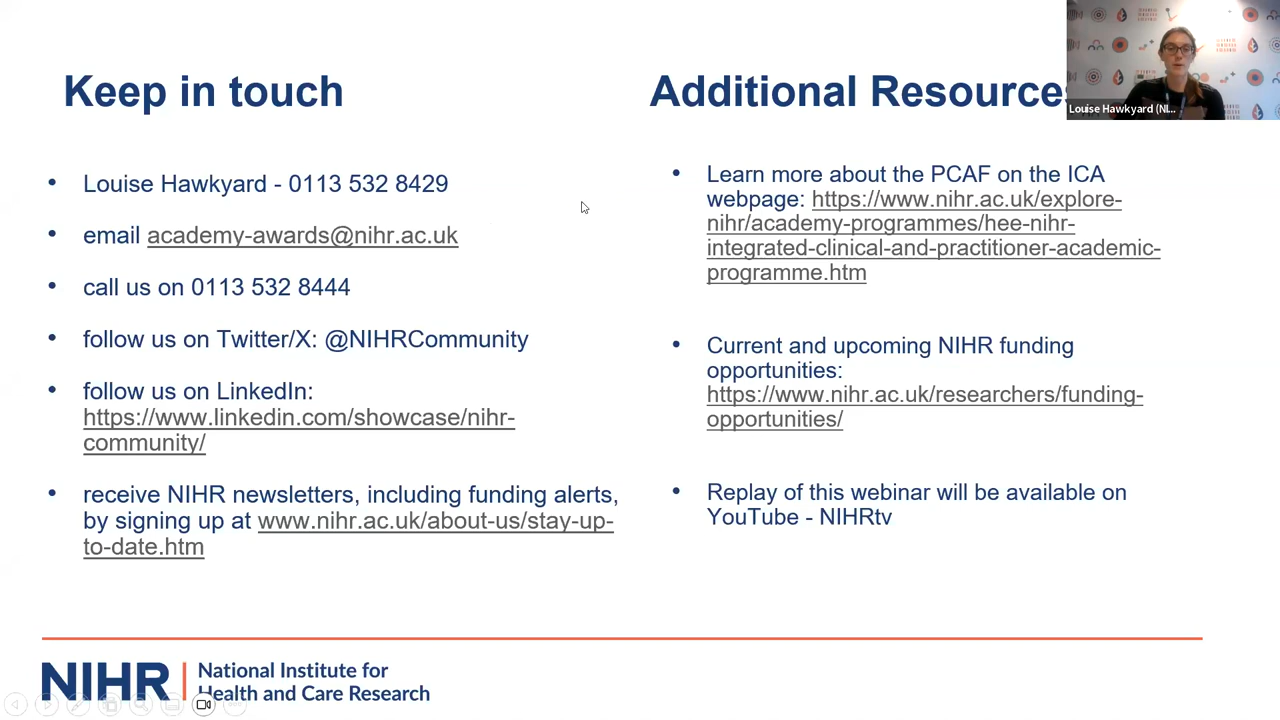 Keep in touch
Louise Hawkyard - 0113 532 8429
email academy-awards@nihr.ac.uk
call us on 0113 532 8444
follow us on Twitter/X: @NIHRCommunity
follow us on LinkedIn:
https://www.linkedin.com/showcase/nihr-
community/
receive NIHR newsletters, including funding alerts,
by signing up at www.nihr.ac.uk/about-us/stay-up-
to-date.htm
Additional Resources
Learn more about the PCAF on the ICA
webpage: https://www.nihr.ac.uk/explore-
nihr/academy-programmes/hee-nihr-
integrated-clinical-and-practitioner-academic-
programme.htm
Current and upcoming NIHR funding
opportunities:
https://www.nihr.ac.uk/researchers/funding-
opportunities/
Replay of this webinar will be available on
YouTube - NIHRtv
Louise Hawkyard (NI...
NIHR | National Institute for
Health and Care Research